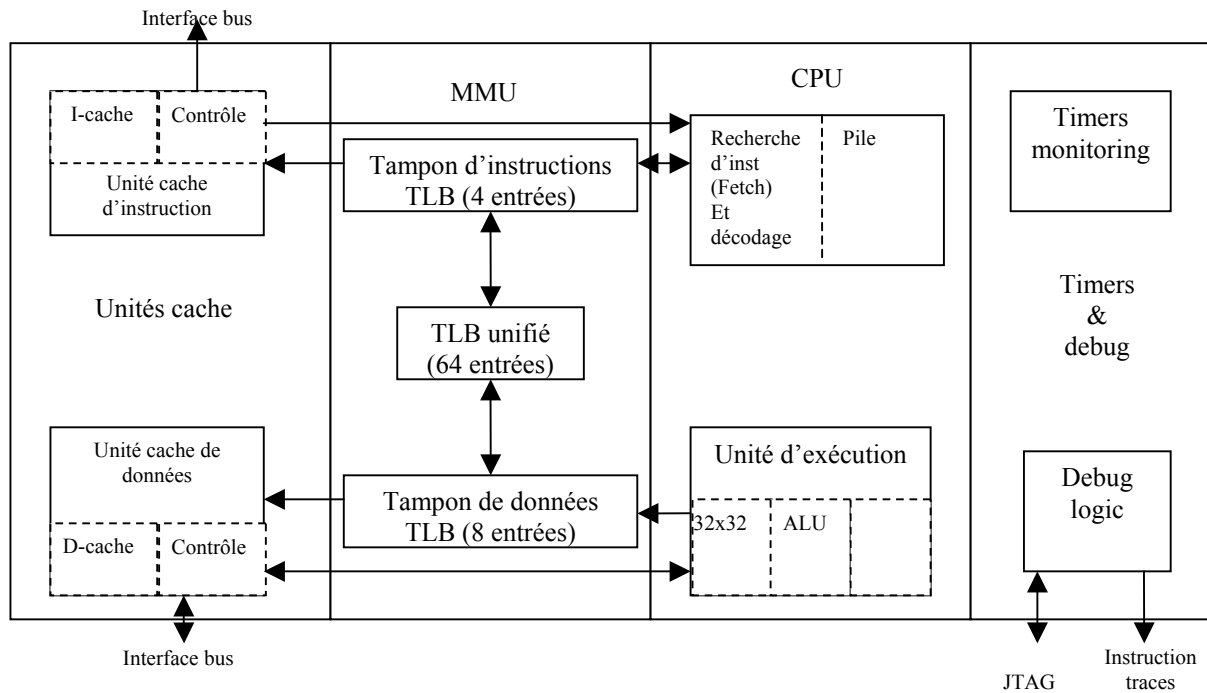 Interface bus
MMU
CPU
I-cache
Contrôle
Unité cache
d'instruction
Tampon d'instructions
TLB (4 entrées)
Recherche
d'inst
(Fetch)
Et
décodage
Pile
Timers
monitoring
Unités cache
TLB unifié
(64 entrées)
Timers
&
debug
Unité cache de
données
D-cache
Contrôle
Tampon de données
TLB (8 entrées)
Unité d'exécution
32x32
ALU
Debug
logic
Interface bus
JTAG
Instruction
traces